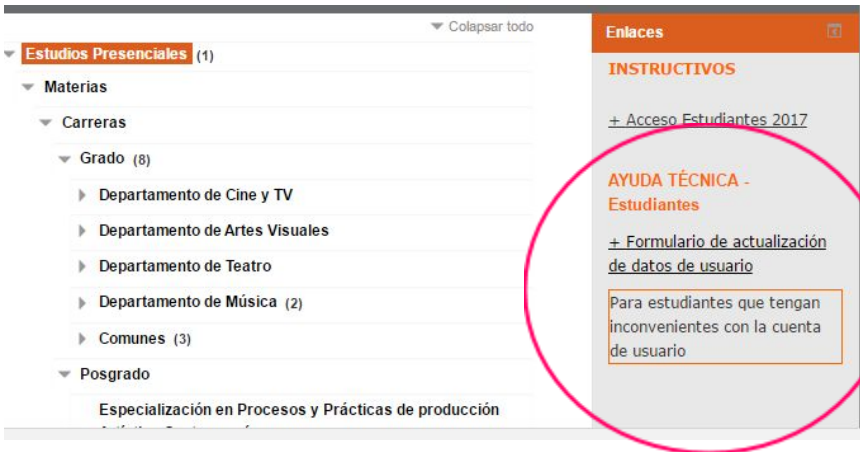 Colapsar todo
Estudios Presenciales (1)
Materias
Carreras
Grado (8)
Departamento de Cine y TV
Departamento de Artes Visuales
Departamento de Teatro
Departamento de Música (2)
Comunes (3)
Posgrado
Especialización en Procesos y Prácticas de producción
Enlaces
INSTRUCTIVOS
+ Acceso Estudiantes 2017
AYUDA TÉCNICA -
Estudiantes
+ Formulario de actualización
de datos de usuario
Para estudiantes que tengan
inconvenientes con la cuenta
de usuario